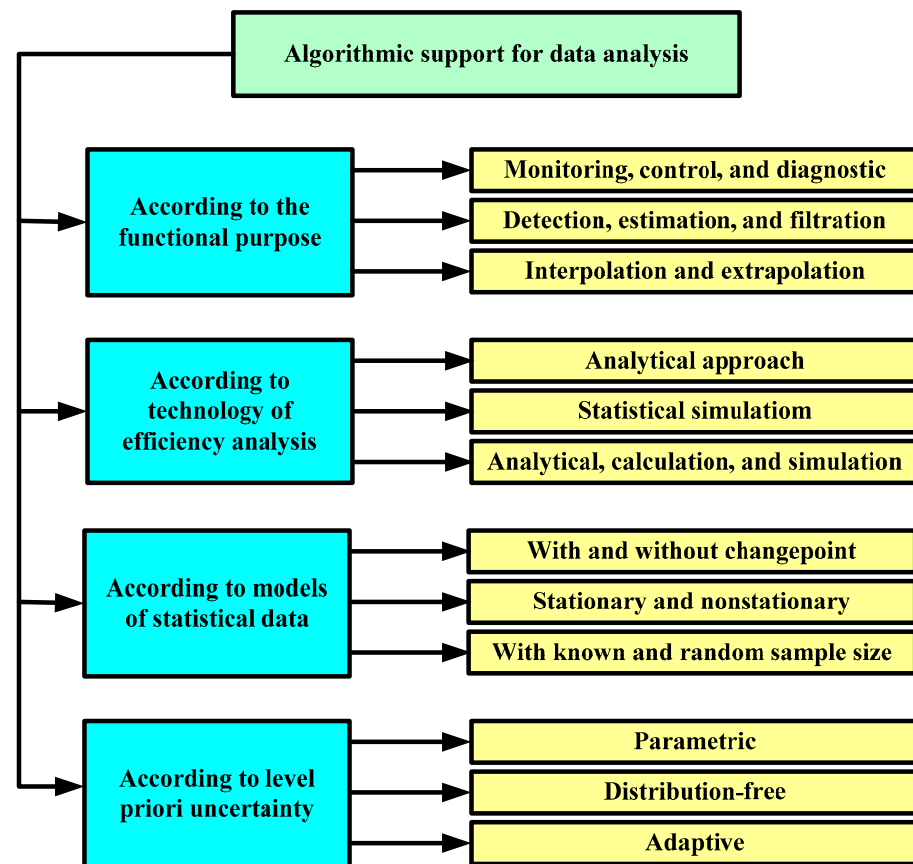 Algorithmic support for data analysis
According to the
functional purpose
Monitoring, control, and diagnostic
Detection, estimation, and filtration
Interpolation and extrapolation
According to
technology of
efficiency analysis
Analytical approach
Statistical simulatiom
Analytical, calculation, and simulation
According to models
of statistical data
With and without changepoint
Stationary and nonstationary
With known and random sample size
According to level
priori uncertainty
Parametric
Distribution-free
Adaptive